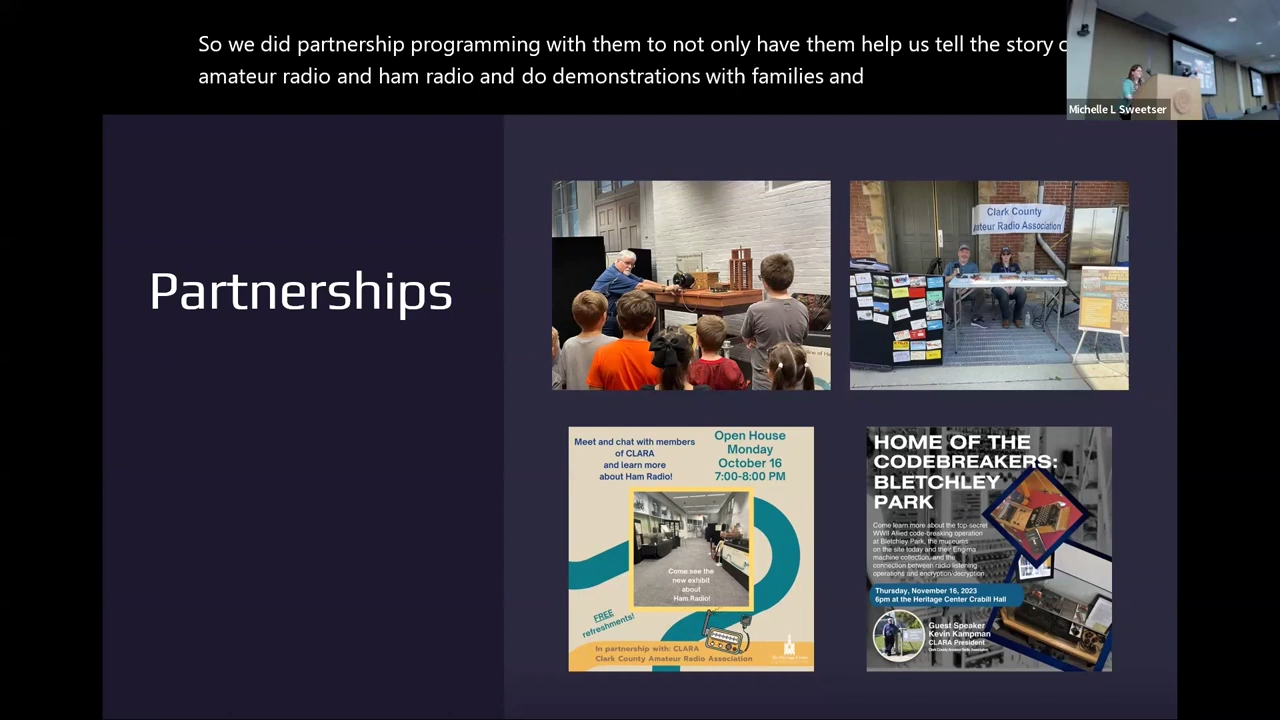 So we did partnership programming with them to not only have them help us tell the story
amateur radio and ham radio and do demonstrations with families and
Michelle L Sweetser
Partnerships
Clark County
ateur Radio Association
Meet and chat with members
of CLARA
and learn more
about Ham Radio!
Open House
Monday
October 16
7:00-8:00 PM
Come see the
new exhibit
about
Ham Radio!
FREE
refreshments!
In partnership with: CLARA
Clark County Amateur Radio Association
HOME OF THE
CODEBREAKERS:
BLETCHLEY
PARK
Come learn more about the top-secret
WWII Allied code-breaking operation
at Bletchley Park, the museums
on the site today and their Engima
machine collection, and the
connection between radio listening
operations and encryption/decryption.
Thursday, November 16, 2023
6pm at the Heritage Center Crabill Hall
Guest Speaker
Kevin Kampman
CLARA President
Clark County Amateur Radio Association